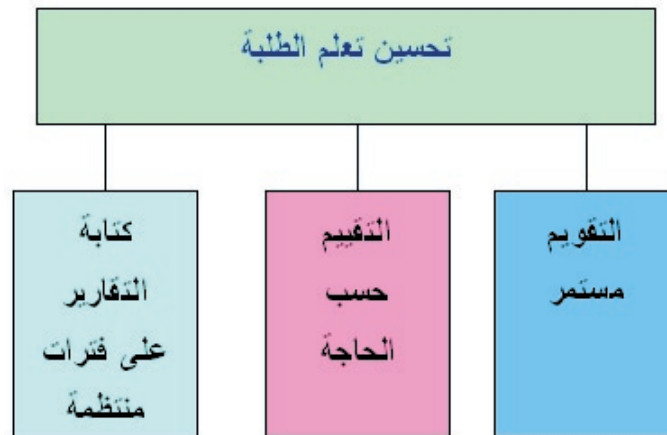 تحسين تعلم الطلبة
التقويم
مستمر
التقييم
حسب
الحاجة
كتابة
التقارير
على فترات
منتظمة